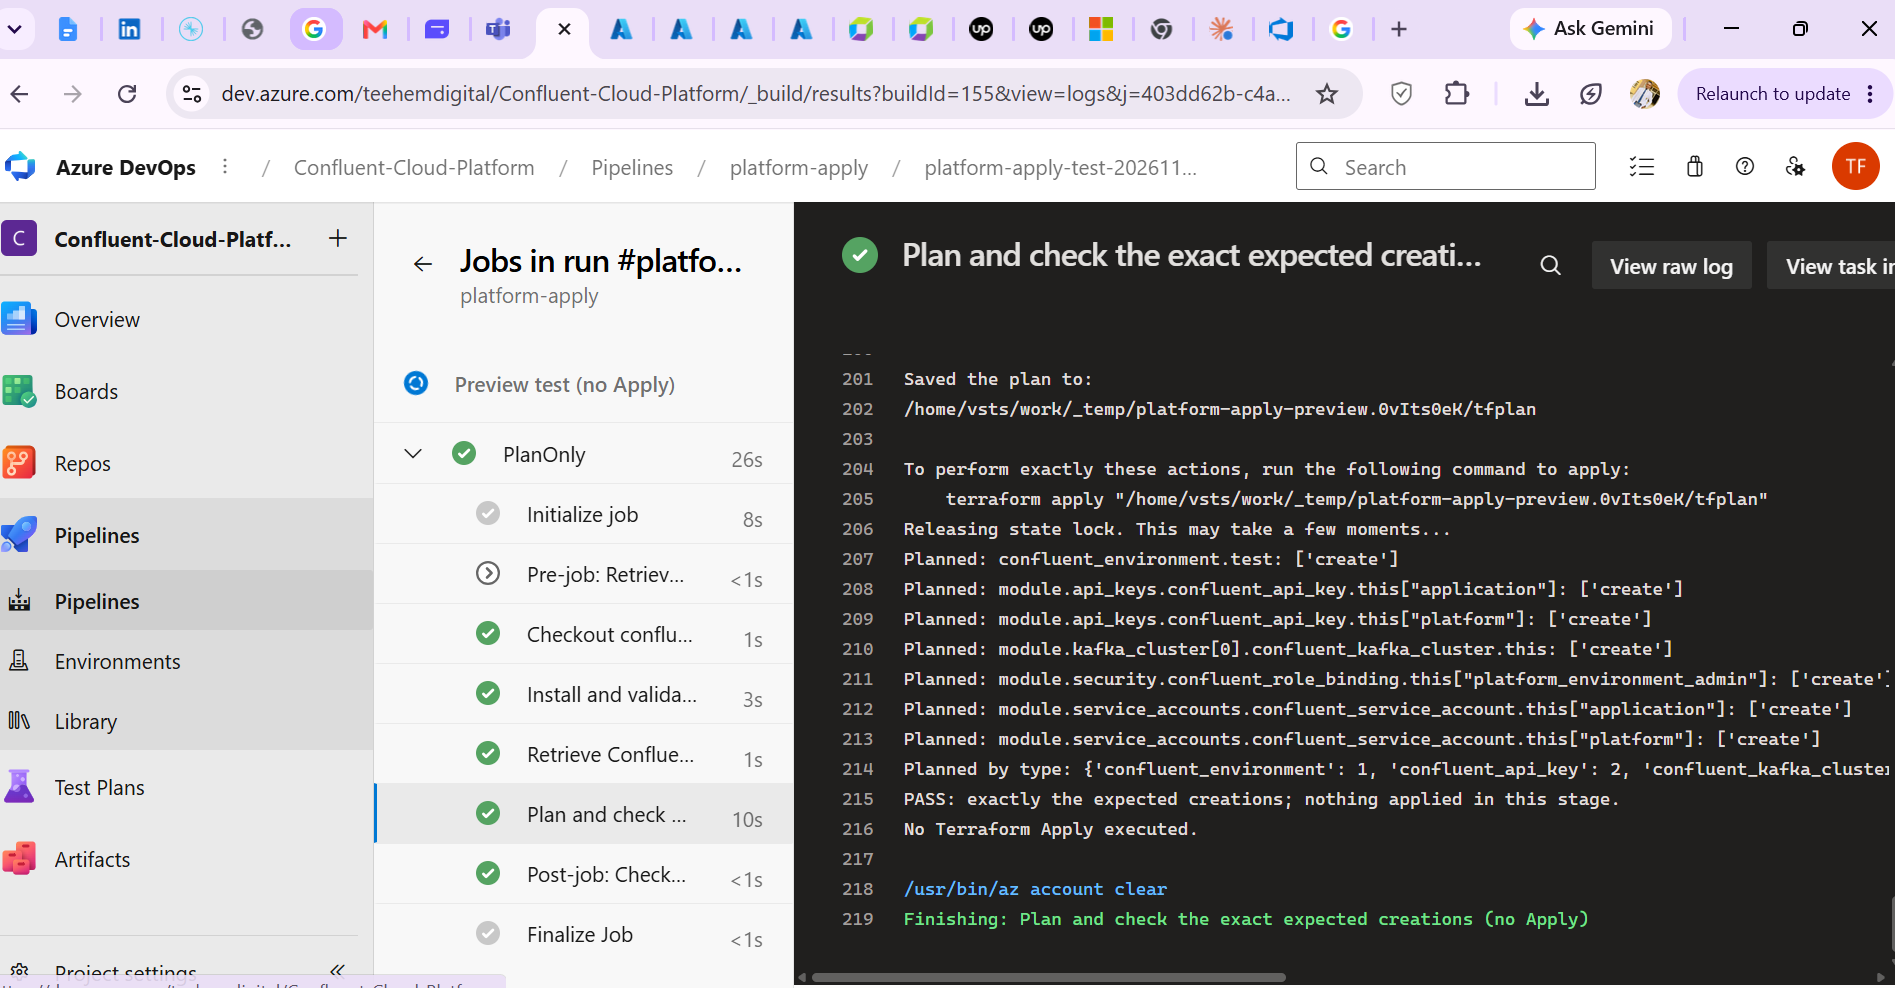 Ask Gemini
dev.azure.com/teehemdigital/Confluent-Cloud-Platform/_build/results?buildId=155&view=logs&j=403dd62b-c4a...
Relaunch to update
Azure DevOps / Confluent-Cloud-Platform / Pipelines / platform-apply / platform-apply-test-202611...
Search
TF
C
Confluent-Cloud-Platf...
Overview
Boards
Repos
Pipelines
Pipelines
Environments
Library
Test Plans
Artifacts
Project settings
Jobs in run #platfo...
platform-apply
Preview test (no Apply)
PlanOnly 26s
Initialize job 8s
Pre-job: Retriev... <1s
Checkout conflu... 1s
Install and valida... 3s
Retrieve Conflue... 1s
Plan and check ... 10s
Post-job: Check... <1s
Finalize Job <1s
Plan and check the exact expected creati...
View raw log
View task in
201 Saved the plan to:
202 /home/vsts/work/_temp/platform-apply-preview.0vIts0eK/tfplan
203
204 To perform exactly these actions, run the following command to apply:
205 terraform apply "/home/vsts/work/_temp/platform-apply-preview.0vIts0eK/tfplan"
206 Releasing state lock. This may take a few moments...
207 Planned: confluent_environment.test: ['create']
208 Planned: module.api_keys.confluent_api_key.this["application"]: ['create']
209 Planned: module.api_keys.confluent_api_key.this["platform"]: ['create']
210 Planned: module.kafka_cluster[0].confluent_kafka_cluster.this: ['create']
211 Planned: module.security.confluent_role_binding.this["platform_environment_admin"]: ['create']
212 Planned: module.service_accounts.confluent_service_account.this["application"]: ['create']
213 Planned: module.service_accounts.confluent_service_account.this["platform"]: ['create']
214 Planned by type: {'confluent_environment': 1, 'confluent_api_key': 2, 'confluent_kafka_cluster
215 PASS: exactly the expected creations; nothing applied in this stage.
216 No Terraform Apply executed.
217
218 /usr/bin/az account clear
219 Finishing: Plan and check the exact expected creations (no Apply)